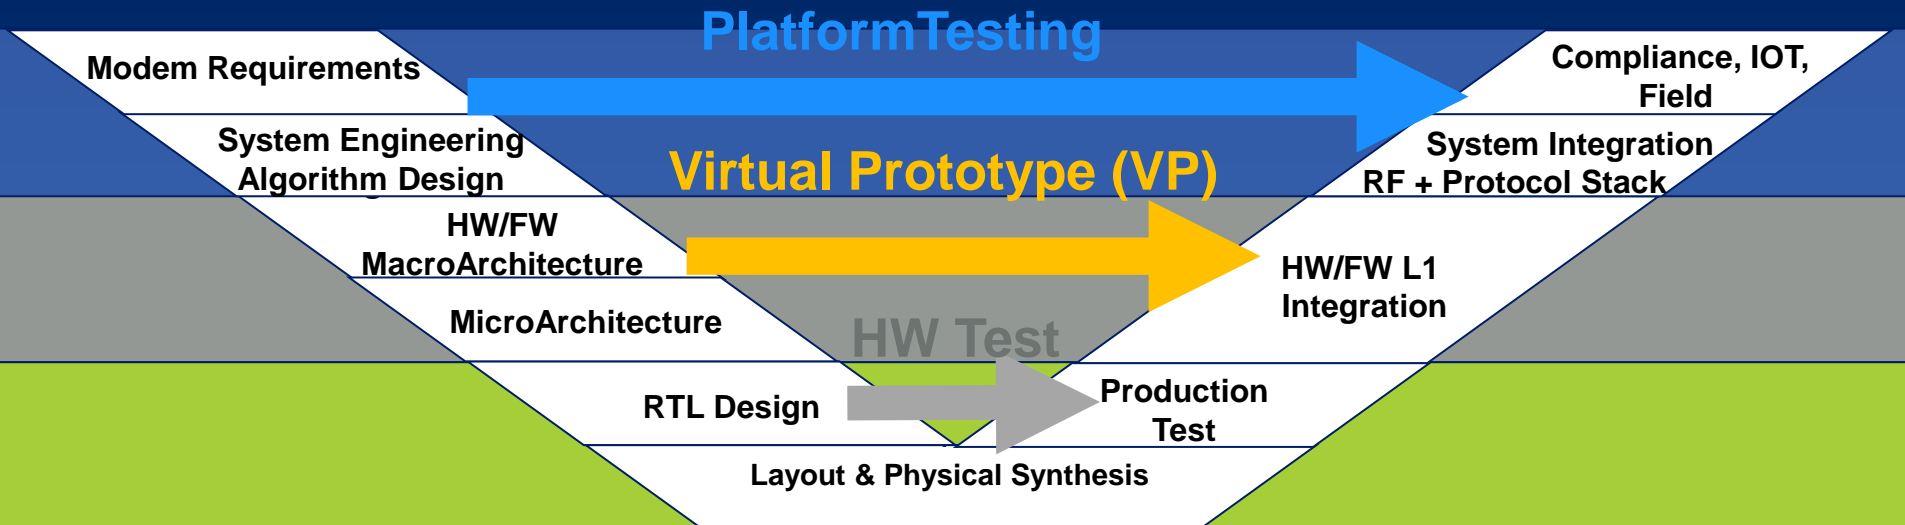 PlatformTesting
Modem Requirements
Compliance, IOT,
Field
System Engineering
Algorithm Design
System Integration
RF + Protocol Stack
Virtual Prototype (VP)
HW/FW
MacroArchitecture
HW/FW L1
Integration
MicroArchitecture
HW Test
RTL Design
Production
Test
Layout & Physical Synthesis